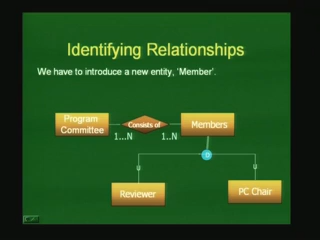 Identifying Relationships
We have to introduce a new entity, 'Member'.
Program
Committee
Consists of
Members
1...N
1..N
U
U
Reviewer
PC Chair